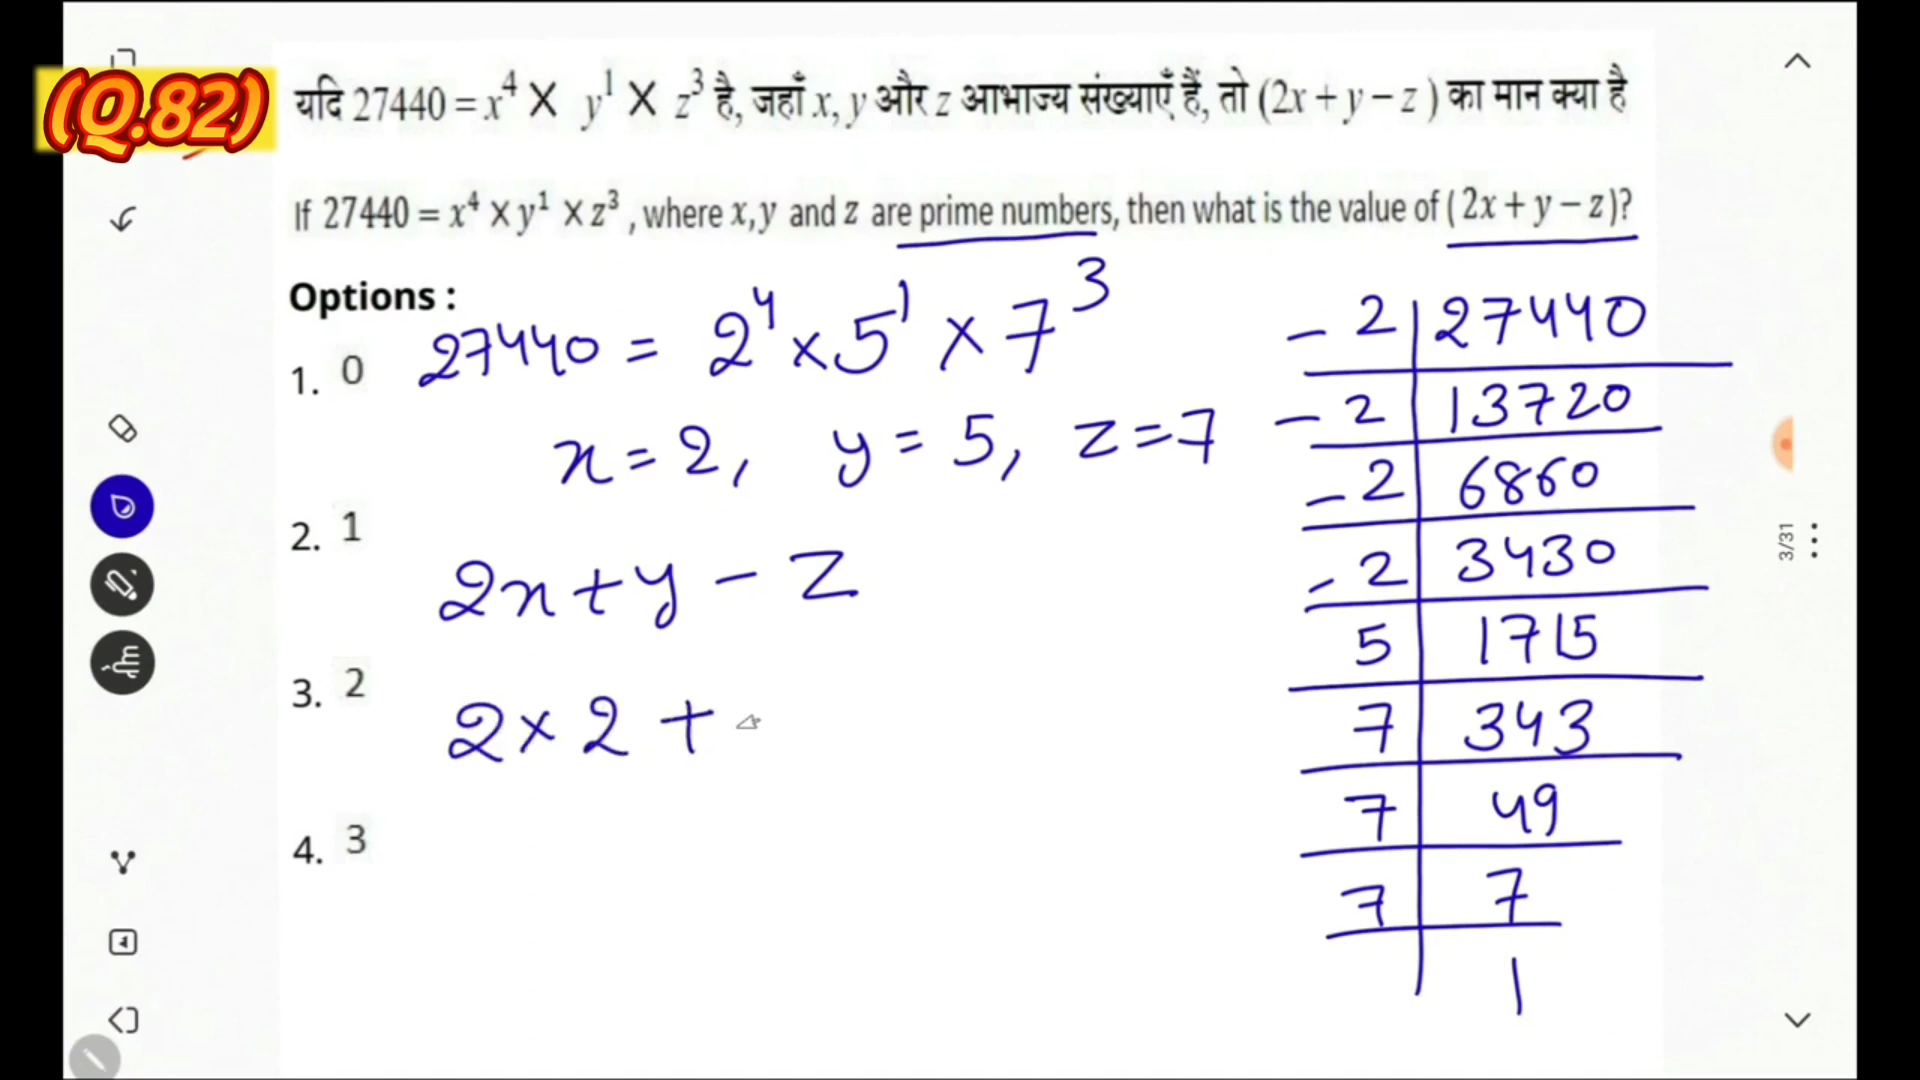 (Q.82)
यदि 27440 = x⁴ × y¹ × z³ है, जहाँ x, y और z आभाज्य संख्याएँ हैं, तो (2x + y – z ) का मान क्या है
If 27440 = x⁴ × y¹ × z³ , where x,y and z are prime numbers, then what is the value of ( 2x + y – z )?
Options :
1. 0
2. 1
3. 2
4. 3
27440 = 2⁴ × 5¹ × 7³
x = 2, y = 5, z = 7
2x + y – z
2 × 2 +
– 2 | 27440
– 2 | 13720
– 2 | 6860
– 2 | 3430
5 | 1715
7 | 343
7 | 49
7 | 7
1
3/31